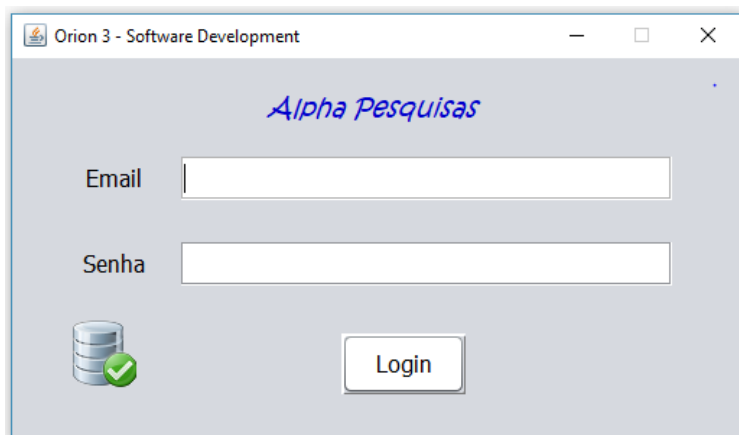 Orion 3 - Software Development
Alpha Pesquisas
Email
Senha
Login